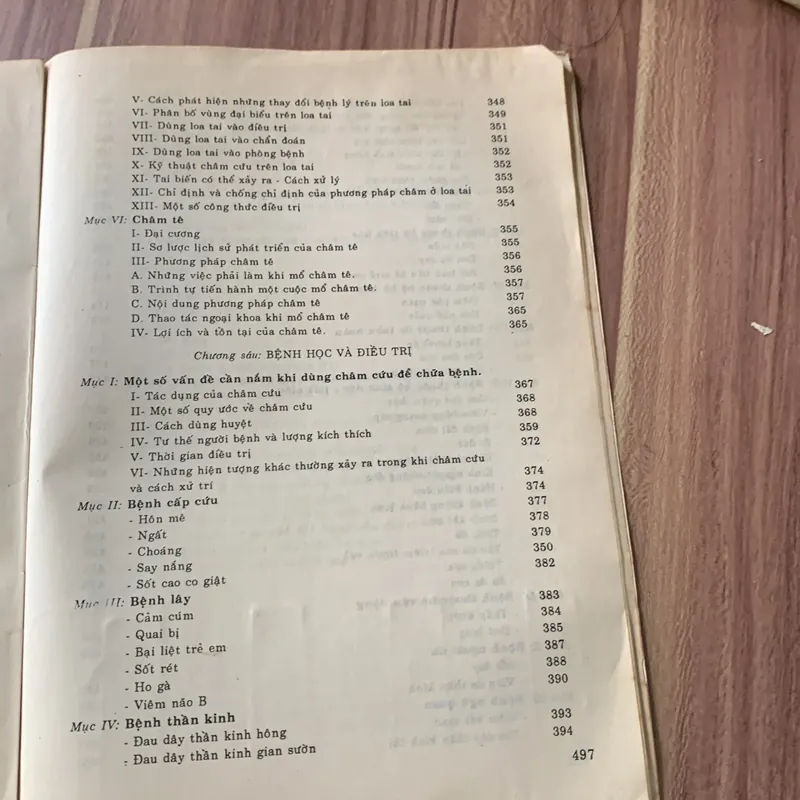 V- Cách phát hiện những thay đổi bệnh lý trên loa tai 348
VI- Phân bố vùng đại biểu trên loa tai 349
VII- Dùng loa tai vào điều trị 351
VIII- Dùng loa tai vào chẩn đoán 351
IX- Dùng loa tai vào phòng bệnh 352
X- Kỹ thuật châm cứu trên loa tai 352
XI- Tai biến có thể xảy ra - Cách xử lý 353
XII- Chỉ định và chống chỉ định của phương pháp châm ở loa tai 353
XIII- Một số công thức điều trị 354
Mục VI: Châm tê
I- Đại cương 355
II- Sơ lược lịch sử phát triển của châm tê 355
III- Phương pháp châm tê 356
A. Những việc phải làm khi mổ châm tê. 356
B. Trình tự tiến hành một cuộc mổ châm tê. 357
C. Nội dung phương pháp châm tê 357
D. Thao tác ngoại khoa khi mổ châm tê 365
IV- Lợi ích và tồn tại của châm tê. 365
Chương sáu: BỆNH HỌC VÀ ĐIỀU TRỊ
Mục I: Một số vấn đề cần nắm khi dùng châm cứu để chữa bệnh.
I- Tác dụng của châm cứu 367
II- Một số quy ước về châm cứu 368
III- Cách dùng huyệt 368
IV- Tư thế người bệnh và lượng kích thích 359
V- Thời gian điều trị 372
VI- Những hiện tượng khác thường xảy ra trong khi châm cứu
và cách xử trí 374
Mục II: Bệnh cấp cứu 374
- Hôn mê 377
- Ngất 378
- Choáng 379
- Say nắng 350
- Sốt cao co giật 382
Mục III: Bệnh lây
- Cảm cúm 383
- Quai bị 384
- Bại liệt trẻ em 385
- Sốt rét 387
- Ho gà 388
- Viêm não B 390
Mục IV: Bệnh thần kinh
- Đau dây thần kinh hông 393
- Đau dây thần kinh gian sườn 394
497